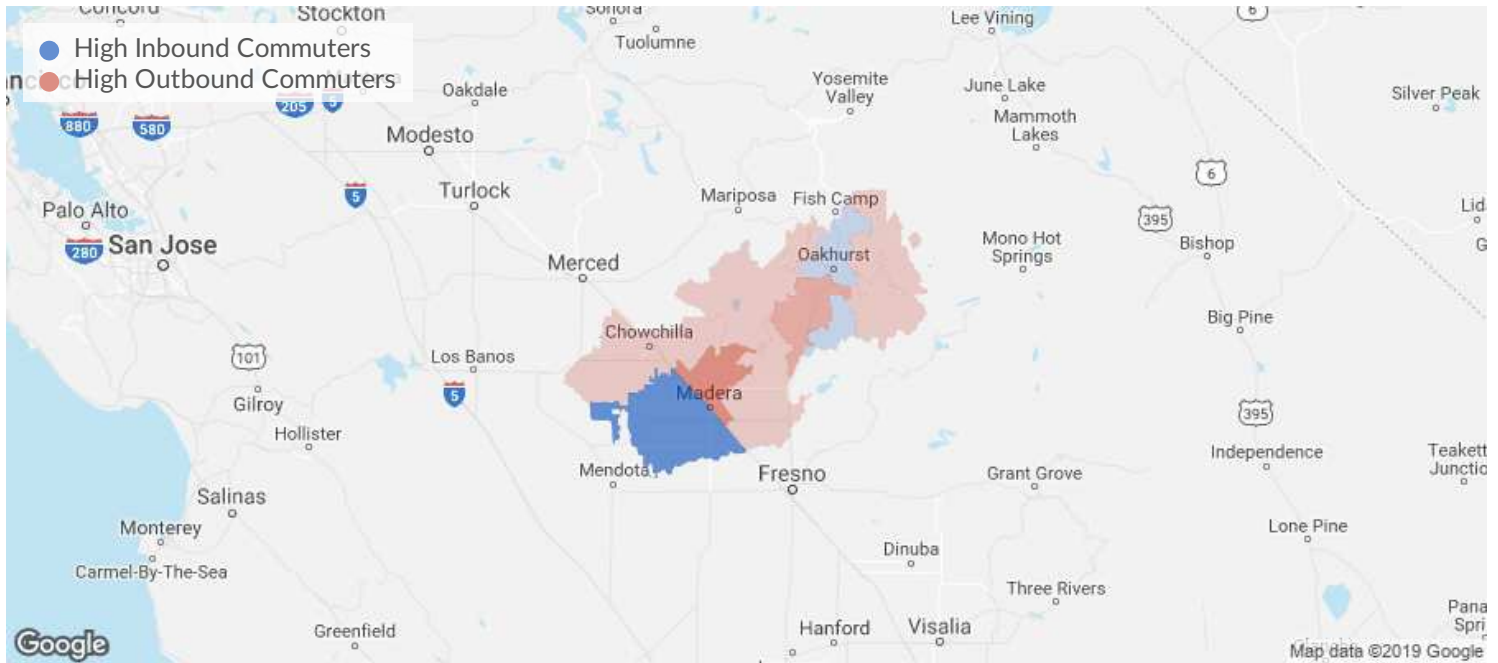 Concord
Stockton
Sonora
Tuolumne
Lee Vining
6
6
High Inbound Commuters
High Outbound Commuters
205
5
Oakdale
Yosemite
Valley
June Lake
Mammoth
Lakes
Silver Peak
880
580
Modesto
6
5
Turlock
Mariposa
Fish Camp
395
Palo Alto
280
San Jose
Merced
Oakhurst
Mono Hot
Springs
Bishop
Chowchilla
Big Pine
101
Los Banos
5
Gilroy
Madera
395
Hollister
Mendota
Fresno
Grant Grove
Independence
Salinas
Monterey
Carmel-By-The-Sea
Dinuba
Lone Pine
Three Rivers
Greenfield
Hanford
Visalia
Google
Map data ©2019 Google